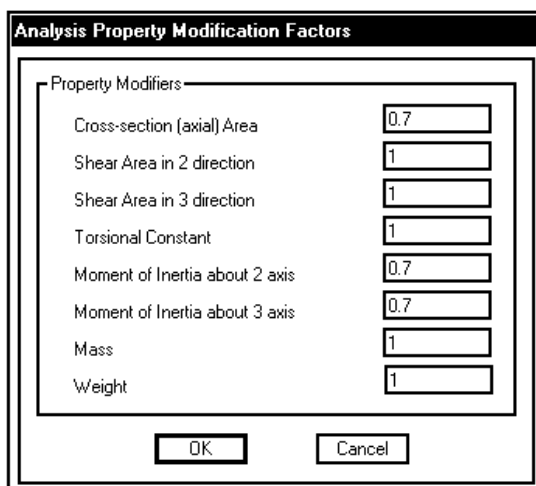 Analysis Property Modification Factors
Property Modifiers
Cross-section (axial) Area 0.7
Shear Area in 2 direction 1
Shear Area in 3 direction 1
Torsional Constant 1
Moment of Inertia about 2 axis 0.7
Moment of Inertia about 3 axis 0.7
Mass 1
Weight 1
OK Cancel